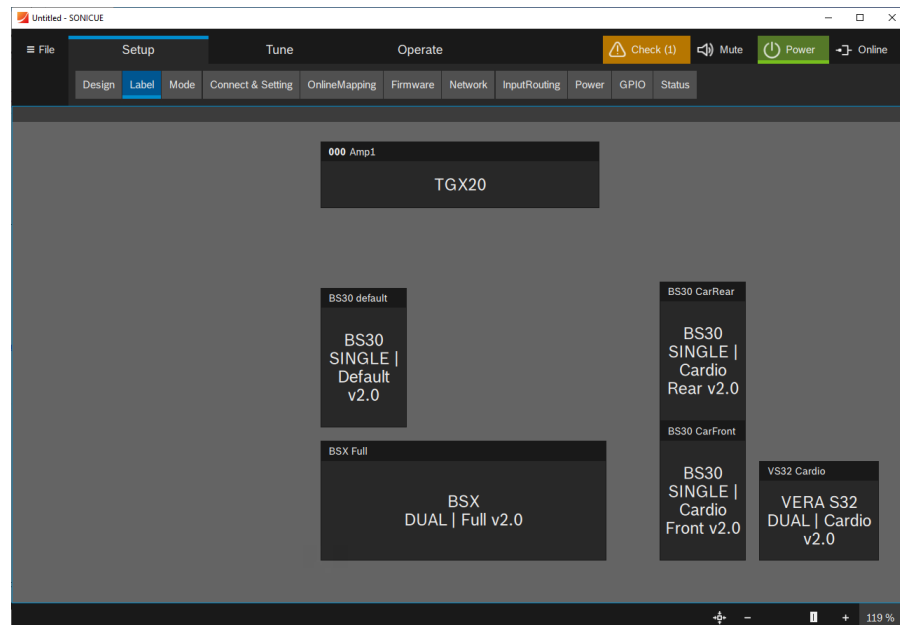 Untitled - SONICUE
File
Setup
Tune
Operate
Check (1)
Mute
Power
Online
Design
Label
Mode
Connect & Setting
OnlineMapping
Firmware
Network
InputRouting
Power
GPIO
Status
000 Amp1
TGX20
BS30 default
BS30
SINGLE |
Default
v2.0
BS30 CarRear
BS30
SINGLE |
Cardio
Rear v2.0
BSX Full
BSX
DUAL | Full v2.0
BS30 CarFront
BS30
SINGLE |
Cardio
Front v2.0
VS32 Cardio
VERA S32
DUAL | Cardio
v2.0
119 %